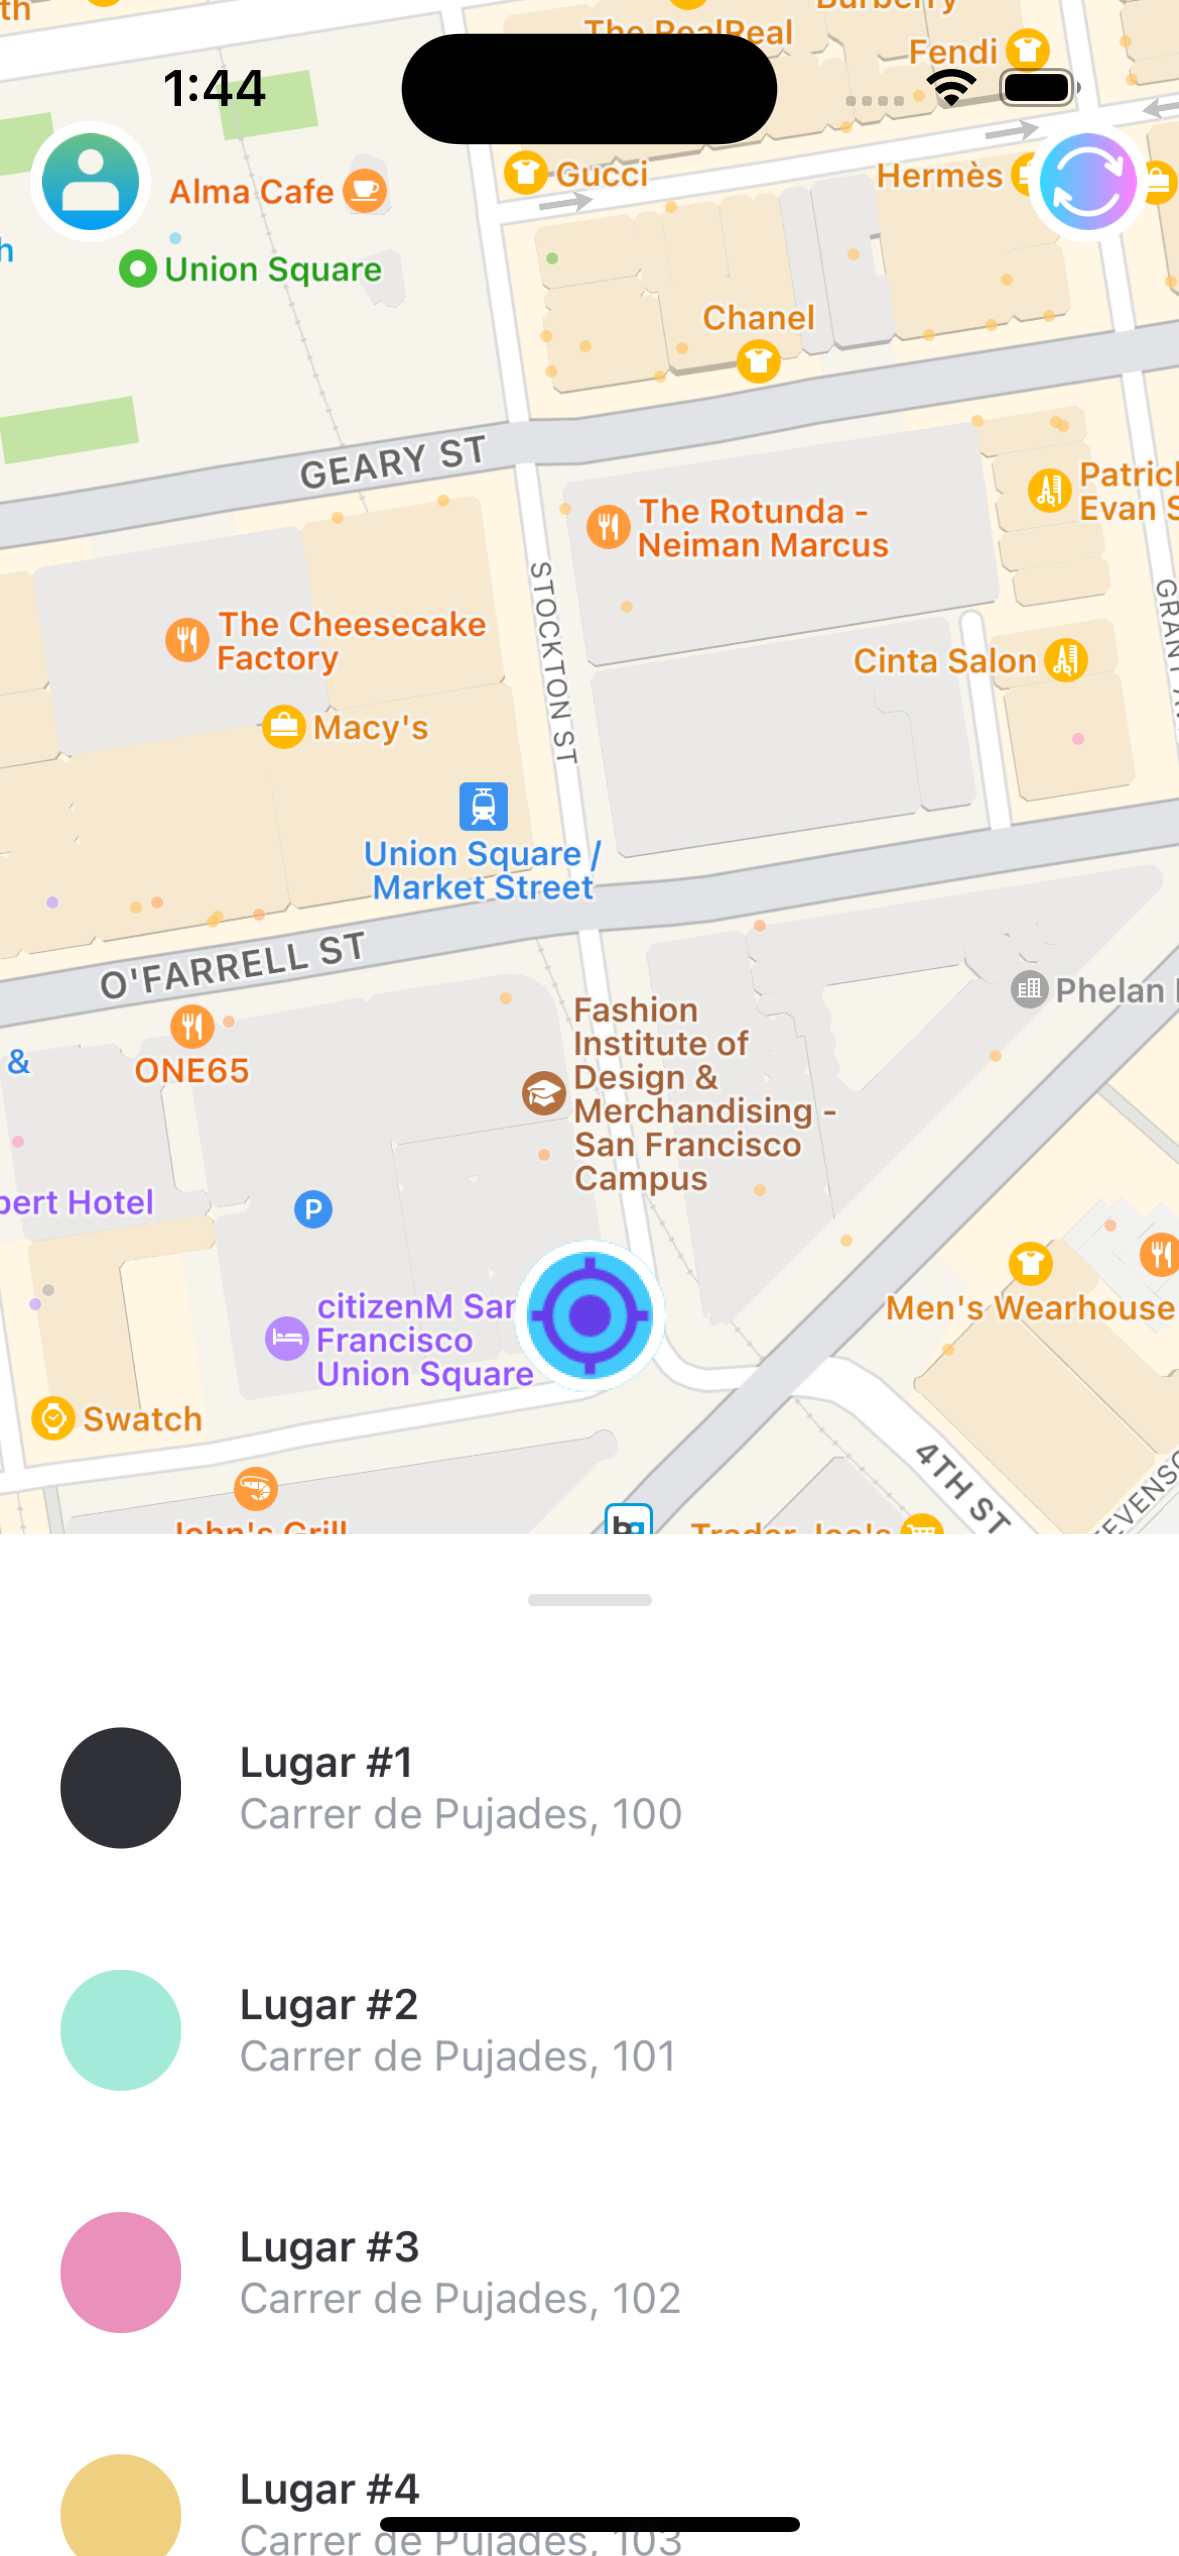 The RealReal
Burberry
Fendi
1:44
Gucci
Hermès
Alma Cafe
Union Square
Chanel
GEARY ST
The Rotunda -
Neiman Marcus
Evan S
STOCKTON ST
The Cheesecake
Factory
Cinta Salon
GRANT
Macy's
Union Square /
Market Street
O'FARRELL ST
Phelan
&
ONE65
Fashion
Institute of
Design &
Merchandising -
San Francisco
Campus
Hotel
P
citizenM San
Francisco
Union Square
Men's Wearhouse
Swatch
4TH ST
John's Grill
Trader Joe's
Lugar #1
Carrer de Pujades, 100
Lugar #2
Carrer de Pujades, 101
Lugar #3
Carrer de Pujades, 102
Lugar #4
Carrer de Pujades, 103